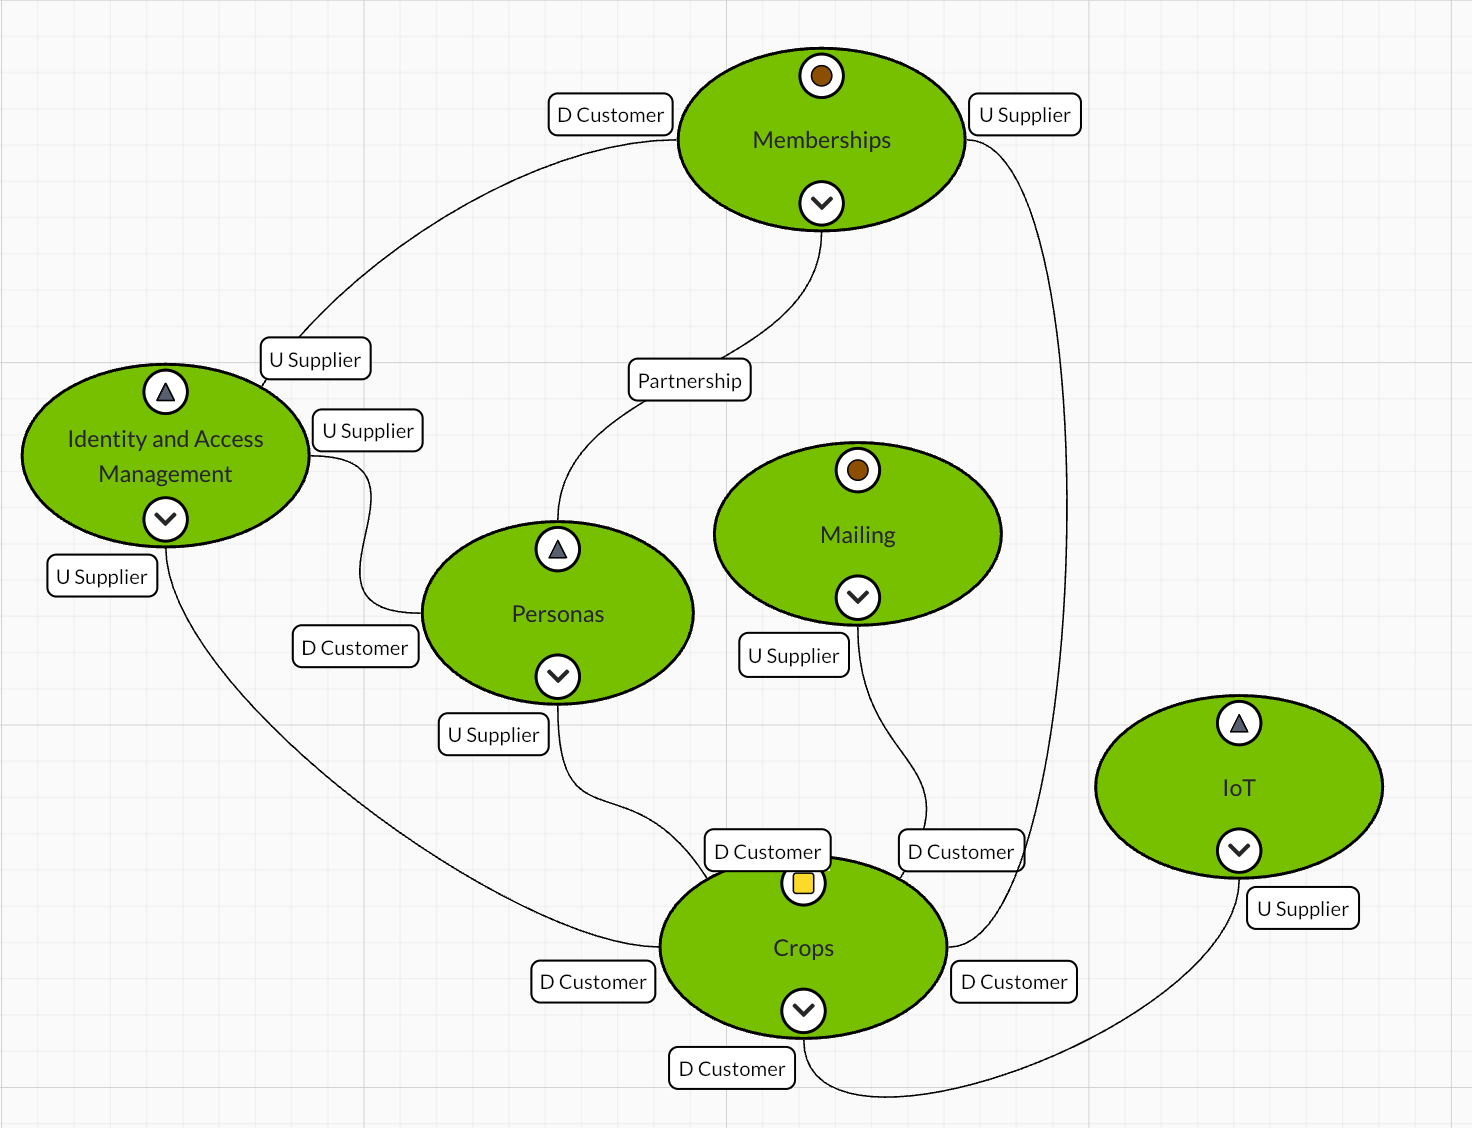 D Customer
Memberships
U Supplier
U Supplier
Partnership
Identity and Access
Management
U Supplier
U Supplier
Mailing
Personas
D Customer
U Supplier
U Supplier
IoT
D Customer
D Customer
U Supplier
Crops
D Customer
D Customer
D Customer